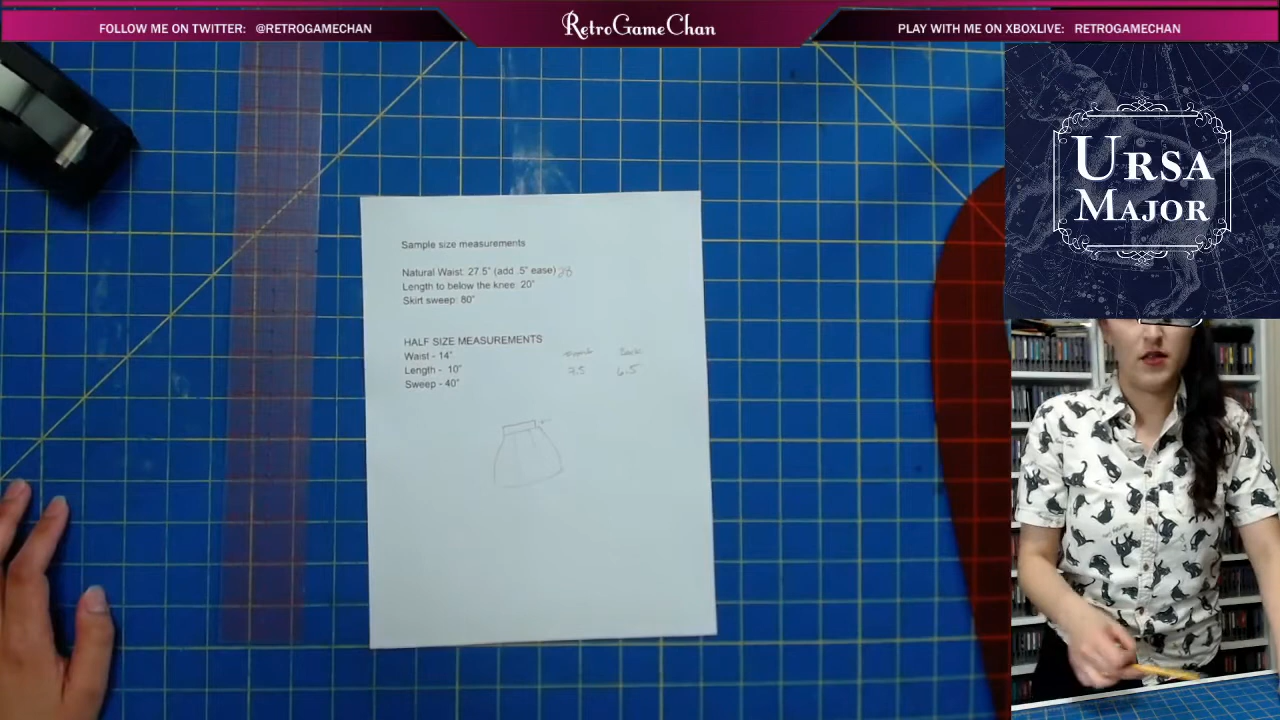 FOLLOW ME ON TWITTER: @RETROGAMECHAN
RetroGameChan
PLAY WITH ME ON XBOXLIVE: RETROGAMECHAN
URSA
MAJOR
Sample size measurements
Natural Waist: 27.5" (add .5" ease) 28
Length to below the knee: 20"
Skirt sweep: 80"
HALF SIZE MEASUREMENTS
Waist - 14" Front Back
Length - 10" 7.5 6.5
Sweep - 40"